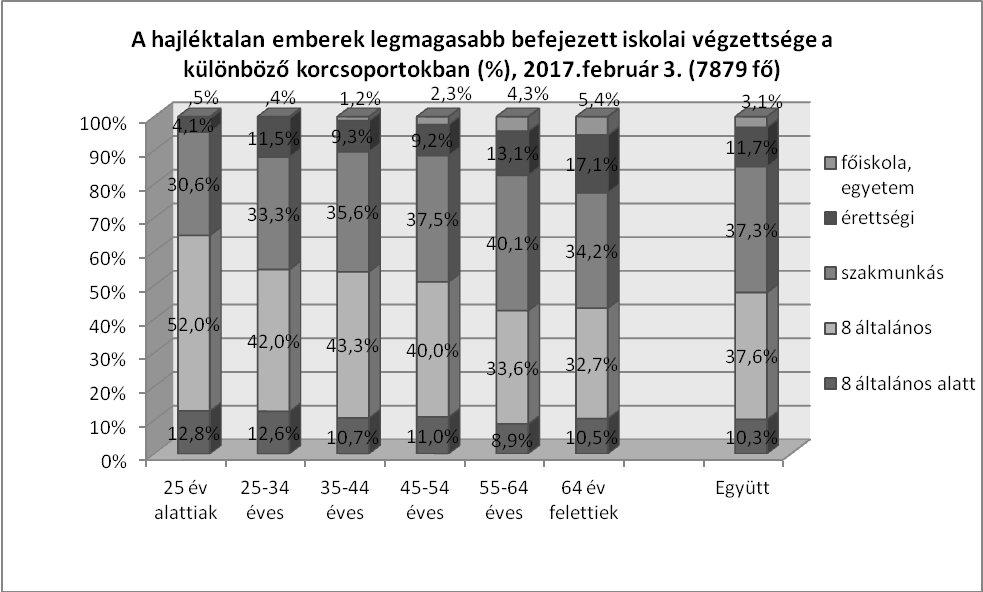 A hajléktalan emberek legmagasabb befejezett iskolai végzettsége a
különböző korcsoportokban (%), 2017.február 3. (7879 fő)
,5% ,4% 1,2% 2,3% 4,3% 5,4% 3,1%
4,1% 11,5% 9,3% 9,2% 13,1% 17,1% 11,7%
30,6% 33,3% 35,6% 37,5% 40,1% 34,2% 37,3%
52,0% 42,0% 43,3% 40,0% 33,6% 32,7% 37,6%
12,8% 12,6% 10,7% 11,0% 8,9% 10,5% 10,3%
100%
90%
80%
70%
60%
50%
40%
30%
20%
10%
0%
25 év
alattiak
25-34
éves
35-44
éves
45-54
éves
55-64
éves
64 év
felettiek
Együtt
főiskola,
egyetem
érettségi
szakmunkás
8 általános
8 általános alatt